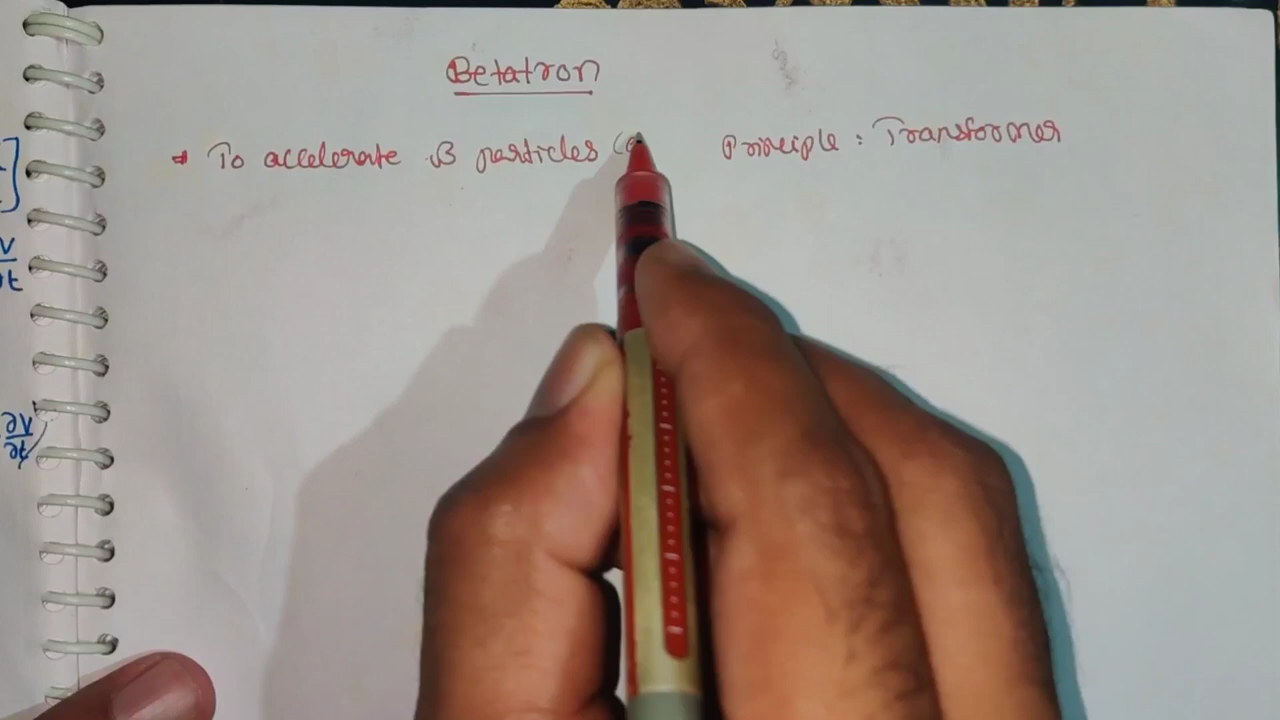 Betatron
* To accelerate β particles (e Principle : Transformer
V